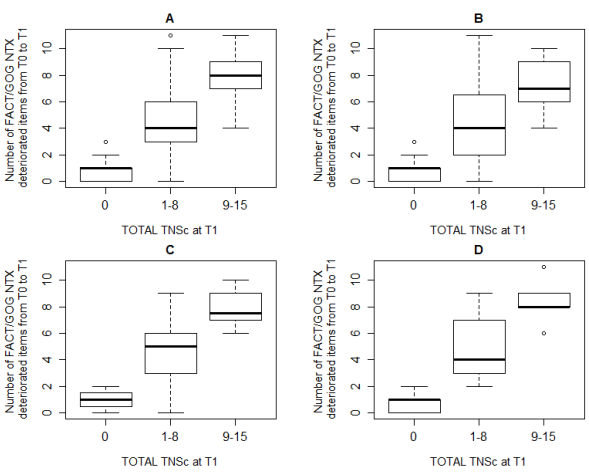 A
Number of FACT/GOG NTX
deteriorated items from T0 to T1
10
8
6
4
2
0
0 1-8 9-15
TOTAL TNSc at T1
B
Number of FACT/GOG NTX
deteriorated items from T0 to T1
10
8
6
4
2
0
0 1-8 9-15
TOTAL TNSc at T1
C
Number of FACT/GOG NTX
deteriorated items from T0 to T1
10
8
6
4
2
0
0 1-8 9-15
TOTAL TNSc at T1
D
Number of FACT/GOG NTX
deteriorated items from T0 to T1
10
8
6
4
2
0
0 1-8 9-15
TOTAL TNSc at T1